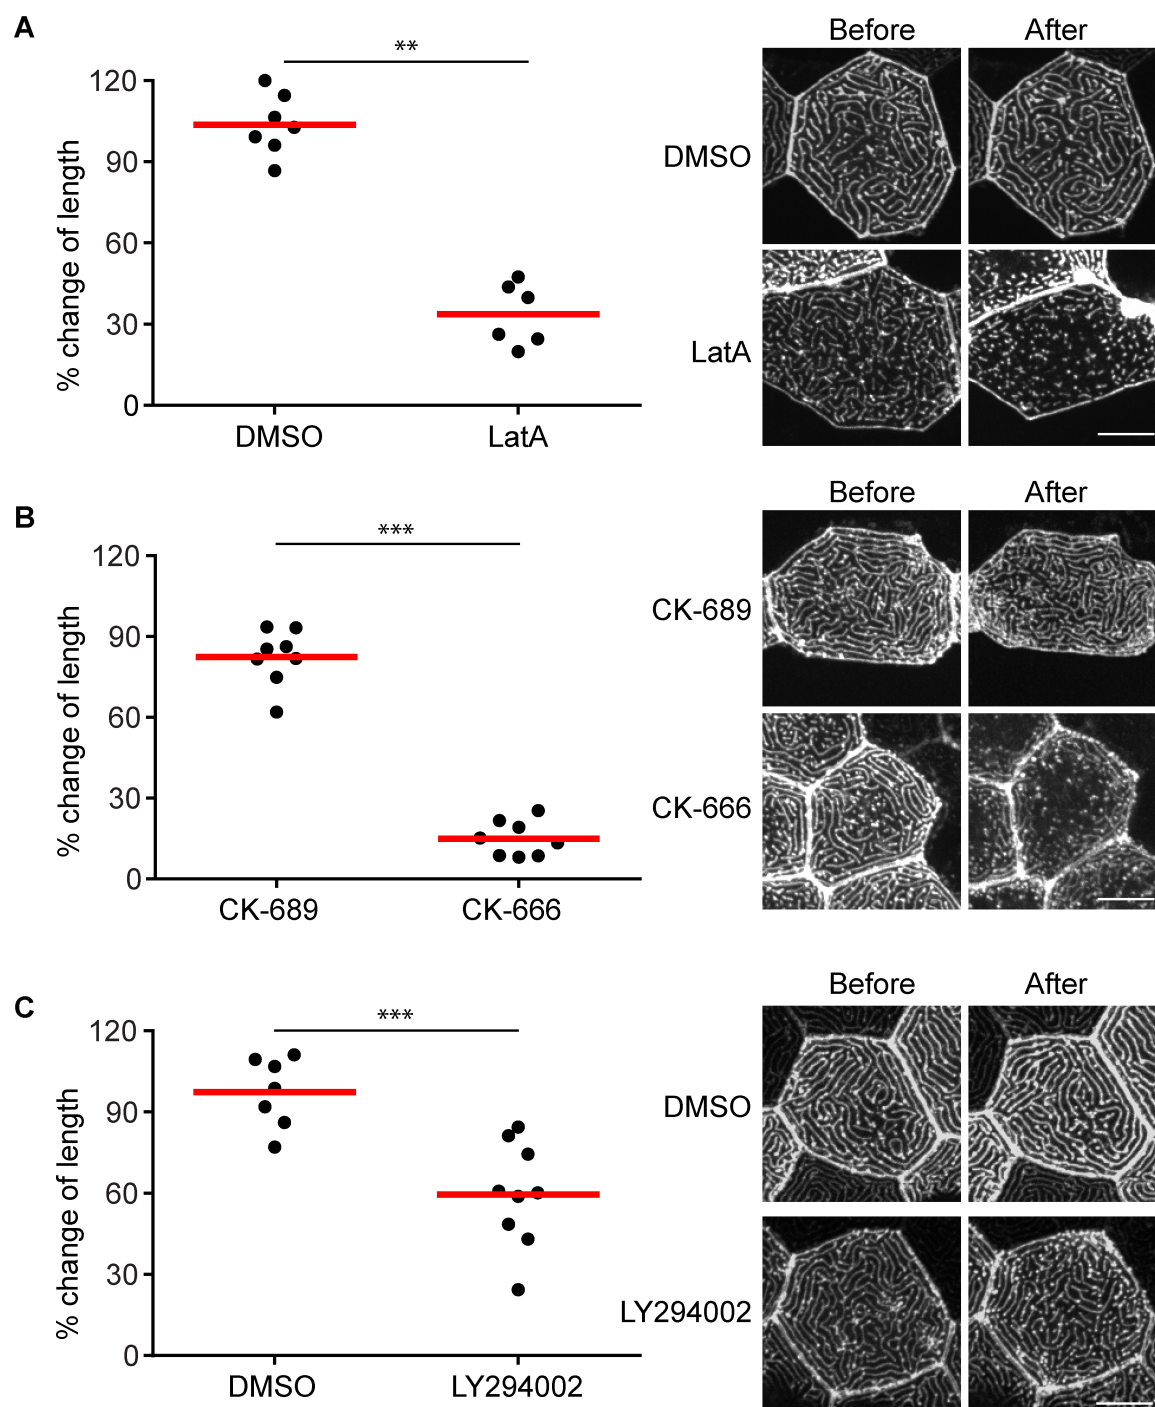 A
**
Before
After
% change of length
120
90
60
30
0
DMSO
LatA
DMSO
LatA
B
***
Before
After
% change of length
120
90
60
30
0
CK-689
CK-666
CK-689
CK-666
C
***
Before
After
% change of length
120
90
60
30
0
DMSO
LY294002
DMSO
LY294002